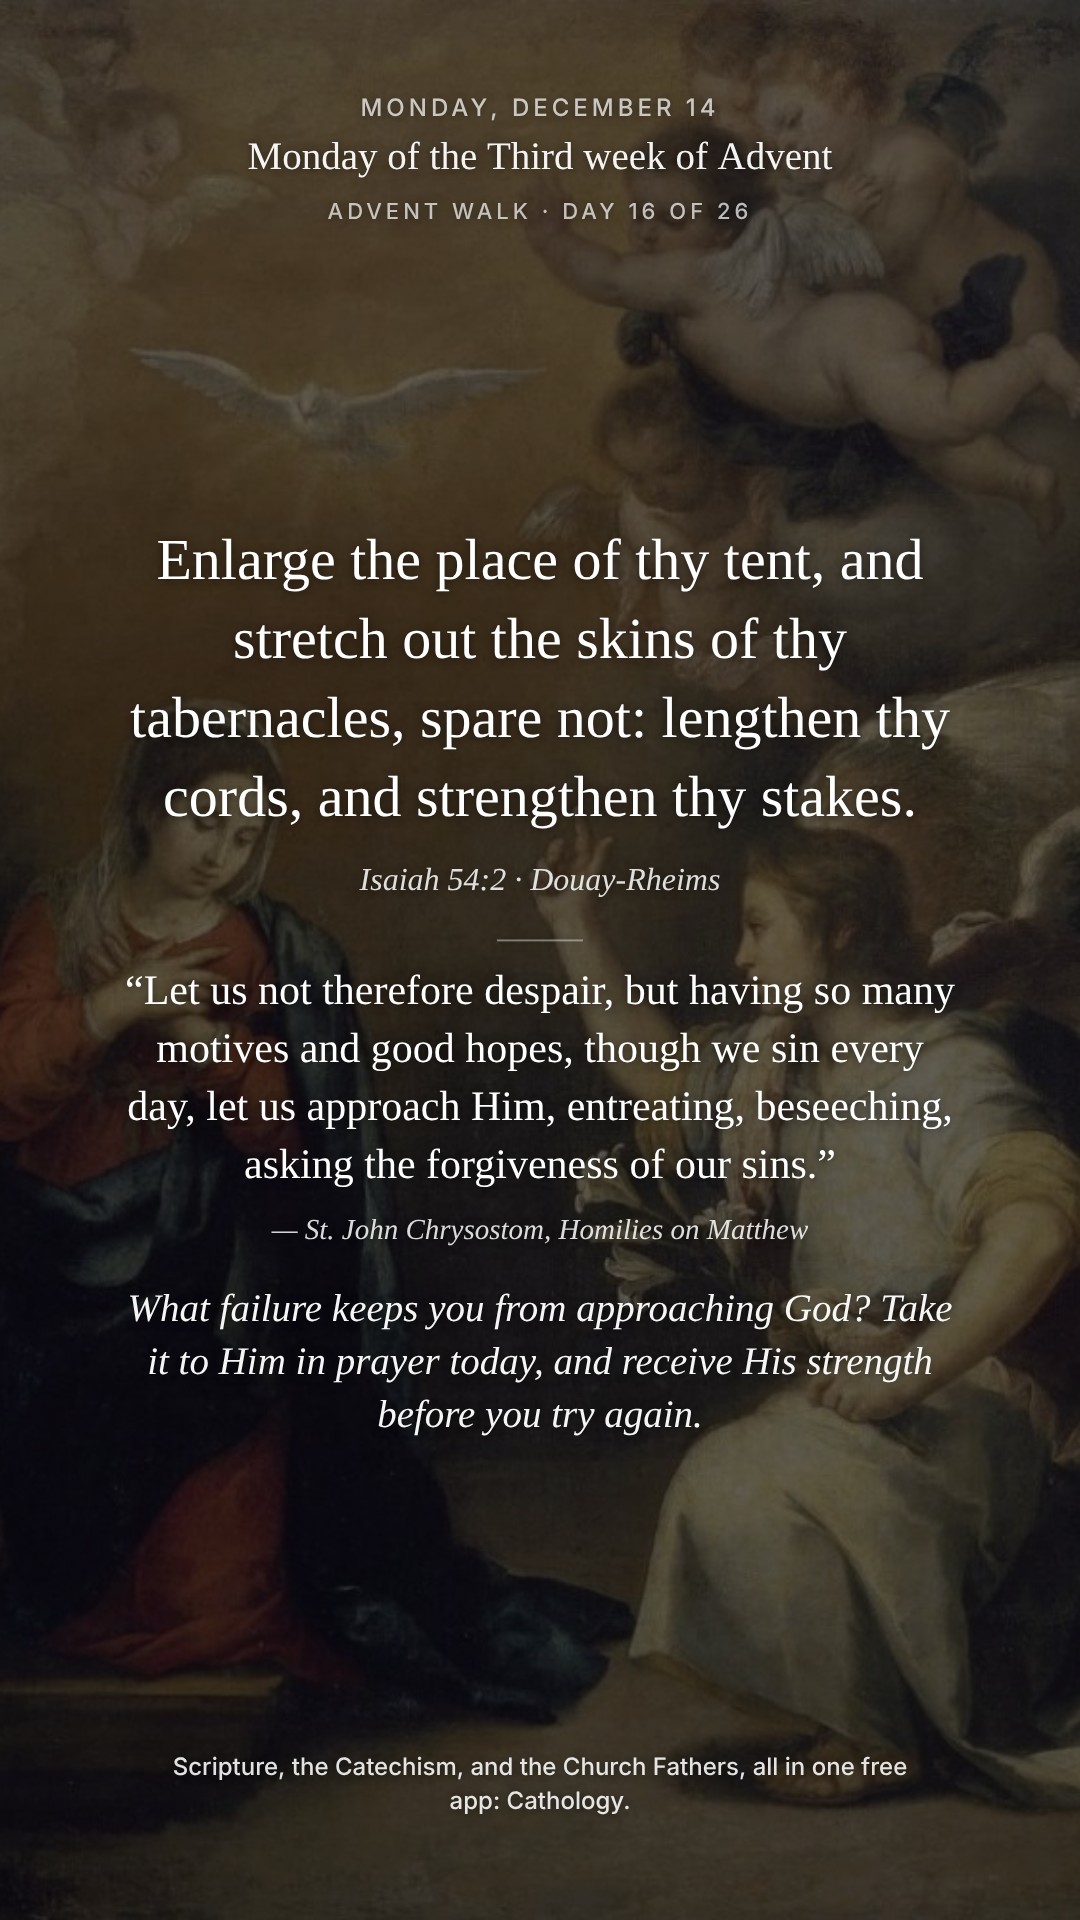 MONDAY, DECEMBER 14
Monday of the Third week of Advent
ADVENT WALK · DAY 16 OF 26
Enlarge the place of thy tent, and
stretch out the skins of thy
tabernacles, spare not: lengthen thy
cords, and strengthen thy stakes.
Isaiah 54:2 · Douay-Rheims
“Let us not therefore despair, but having so many
motives and good hopes, though we sin every
day, let us approach Him, entreating, beseeching,
asking the forgiveness of our sins.”
— St. John Chrysostom, Homilies on Matthew
What failure keeps you from approaching God? Take
it to Him in prayer today, and receive His strength
before you try again.
Scripture, the Catechism, and the Church Fathers, all in one free
app: Cathology.